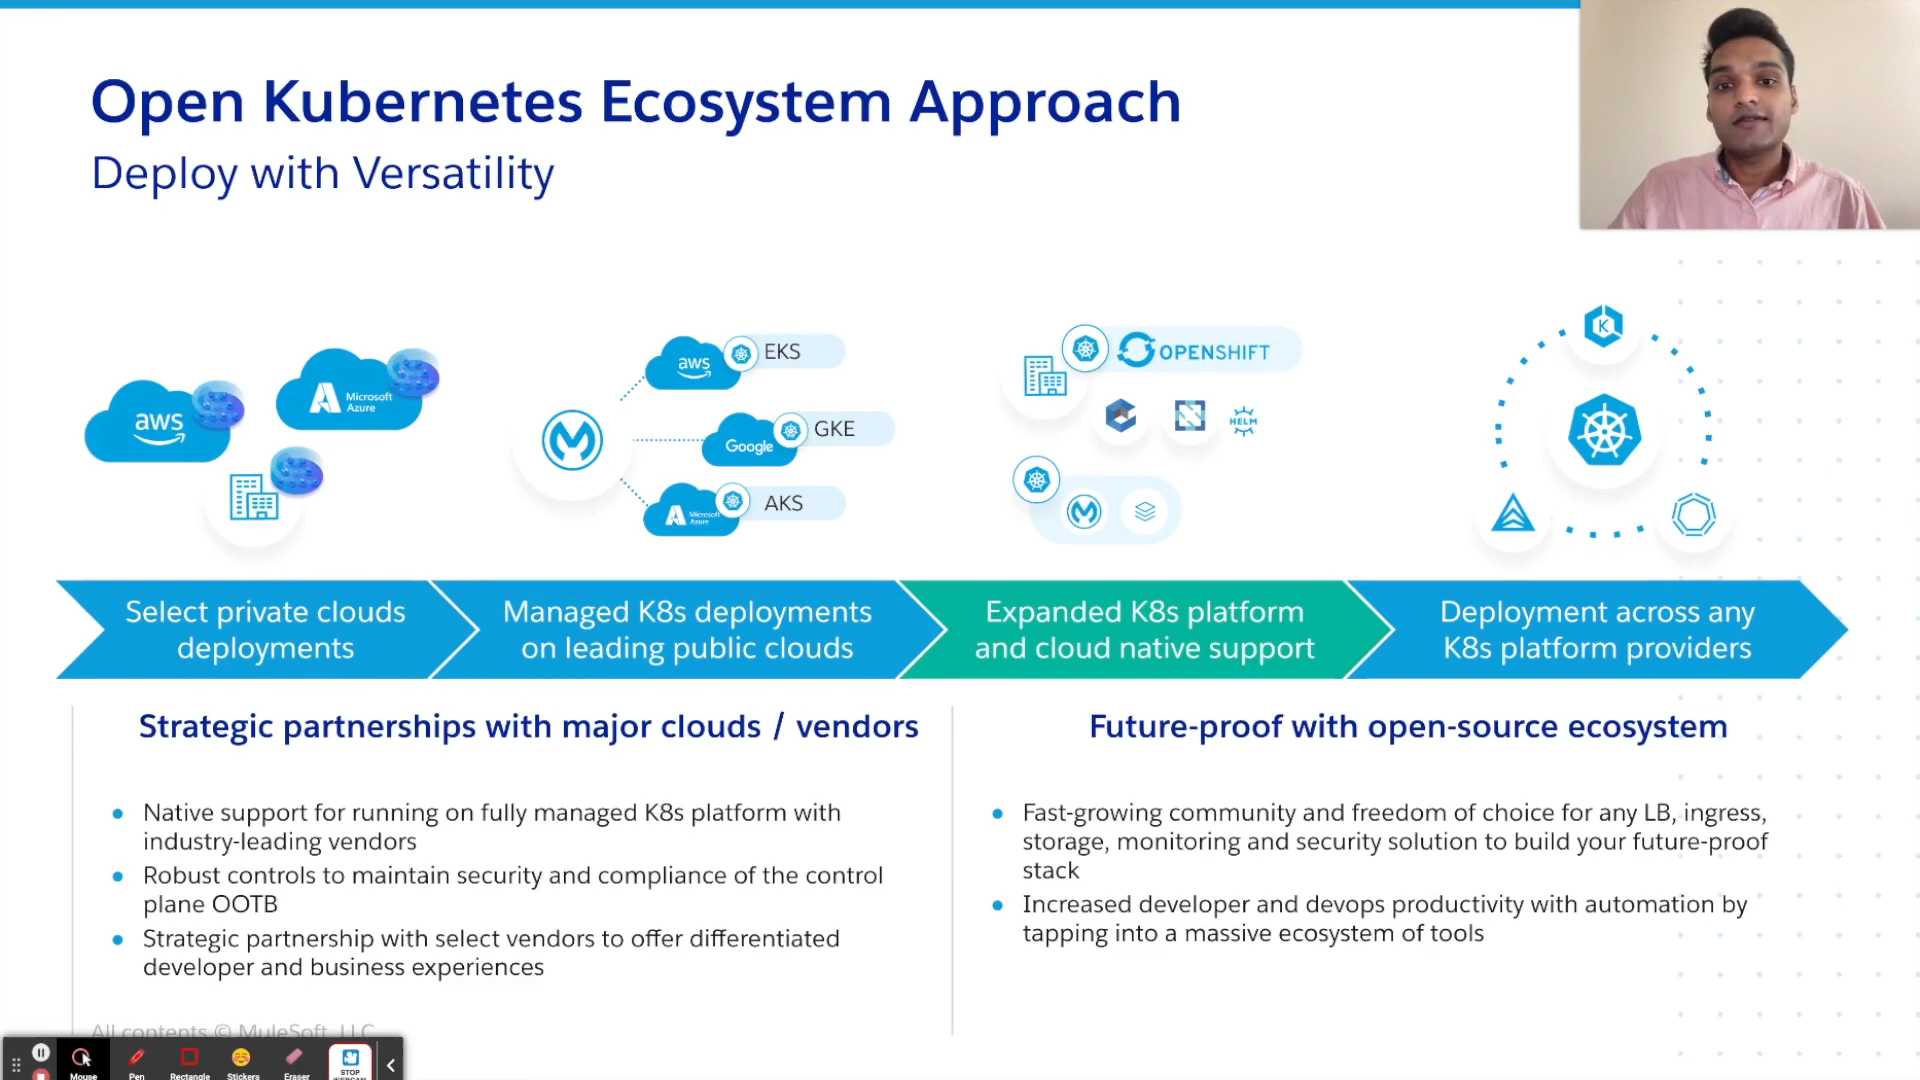 Open Kubernetes Ecosystem Approach
Deploy with Versatility
aws
Microsoft
Azure
aws
EKS
Google
GKE
Microsoft
Azure
AKS
OPENSHIFT
HELM
K
Select private clouds
deployments
Managed K8s deployments
on leading public clouds
Expanded K8s platform
and cloud native support
Deployment across any
K8s platform providers
Strategic partnerships with major clouds / vendors
Native support for running on fully managed K8s platform with
industry-leading vendors
Robust controls to maintain security and compliance of the control
plane OOTB
Strategic partnership with select vendors to offer differentiated
developer and business experiences
Future-proof with open-source ecosystem
Fast-growing community and freedom of choice for any LB, ingress,
storage, monitoring and security solution to build your future-proof
stack
Increased developer and devops productivity with automation by
tapping into a massive ecosystem of tools
All contents © MuleSoft, LLC
Mouse
Pen
Rectangle
Stickers
Eraser
STOP
WEBCAM